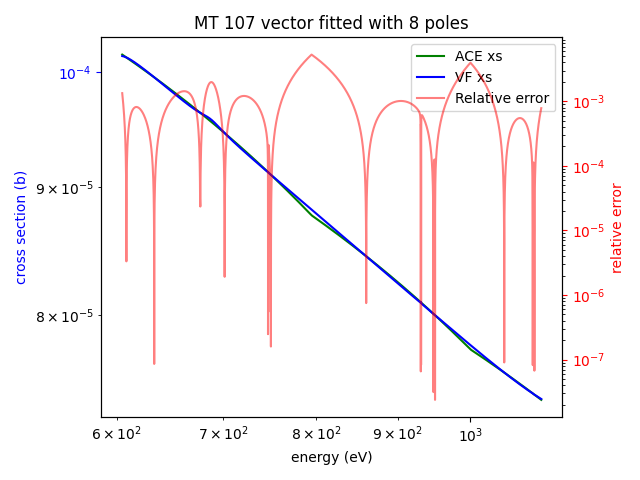 MT 107 vector fitted with 8 poles
ACE xs
VF xs
Relative error
cross section (b)
10⁻⁴
9 × 10⁻⁵
8 × 10⁻⁵
10⁻³
10⁻⁴
10⁻⁵
10⁻⁶
10⁻⁷
relative error
6 × 10² 7 × 10² 8 × 10² 9 × 10² 10³
energy (eV)